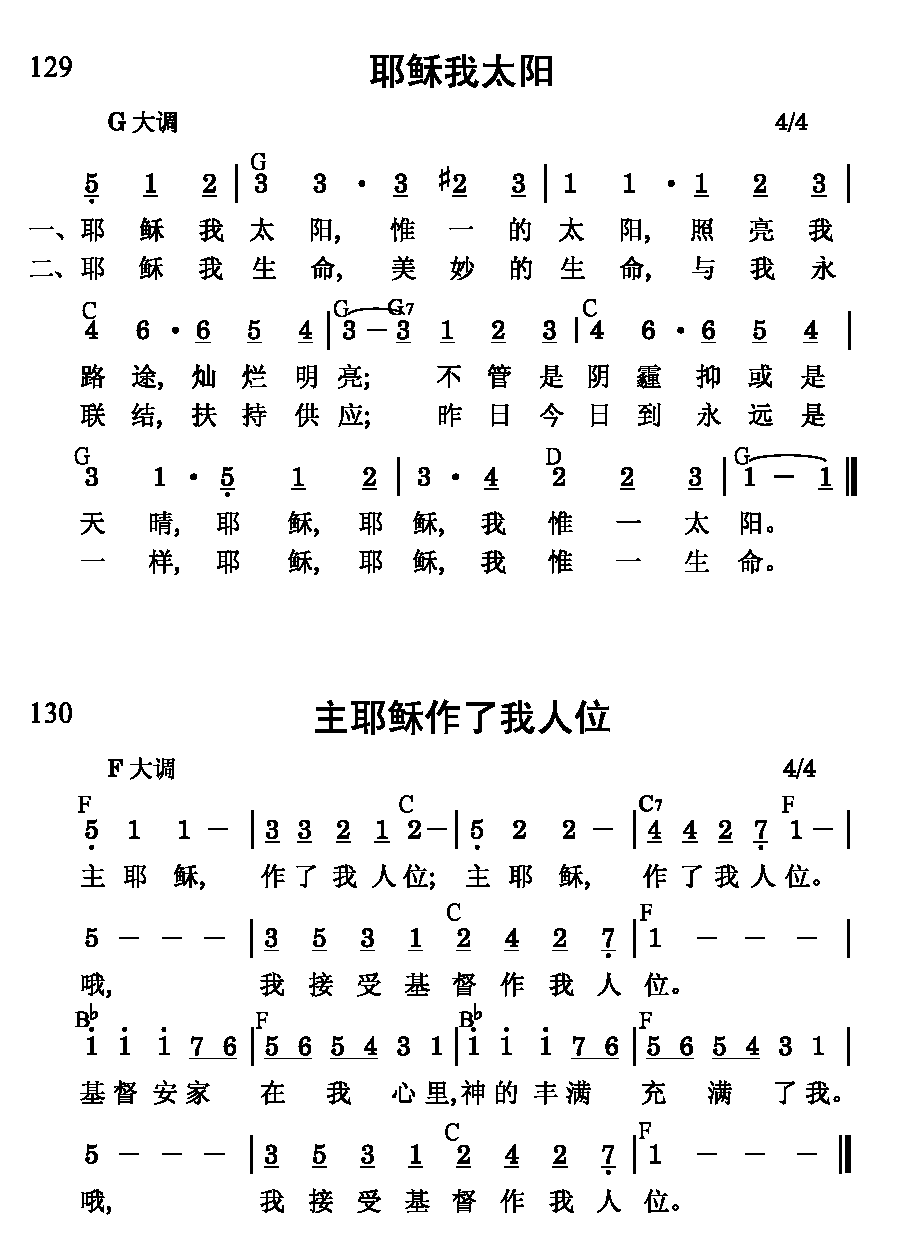 129
耶稣我太阳
G 大调 4/4
G
5 1 2 | 3 3 · 3 #2 3 | 1 1 · 1 2 3 |
一、耶 稣 我 太 阳, 惟 一 的 太 阳, 照 亮 我
二、耶 稣 我 生 命, 美 妙 的 生 命, 与 我 永
C G G7 C
4 6 · 6 5 4 | 3 – 3 1 2 3 | 4 6 · 6 5 4 |
路 途, 灿 烂 明 亮; 不 管 是 阴 霾 抑 或 是
联 结, 扶 持 供 应; 昨 日 今 日 到 永 远 是
G D G
3 1 · 5 1 2 | 3 · 4 2 2 3 | 1 – 1 ‖
天 晴, 耶 稣, 耶 稣, 我 惟 一 太 阳。
一 样, 耶 稣, 耶 稣, 我 惟 一 生 命。
130
主耶稣作了我人位
F 大调 4/4
F C C7 F
5 1 1 – | 3 3 2 1 2 – | 5 2 2 – | 4 4 2 7 1 – |
主 耶 稣, 作 了 我 人 位; 主 耶 稣, 作 了 我 人 位。
C F
5 – – – | 3 5 3 1 2 4 2 7 | 1 – – – |
哦, 我 接 受 基 督 作 我 人 位。
B♭ F B♭ F
1 1 1 7 6 | 5 6 5 4 3 1 | 1 1 1 7 6 | 5 6 5 4 3 1 |
基 督 安 家 在 我 心 里, 神 的 丰 满 充 满 了 我。
C F
5 – – – | 3 5 3 1 2 4 2 7 | 1 – – – ‖
哦, 我 接 受 基 督 作 我 人 位。